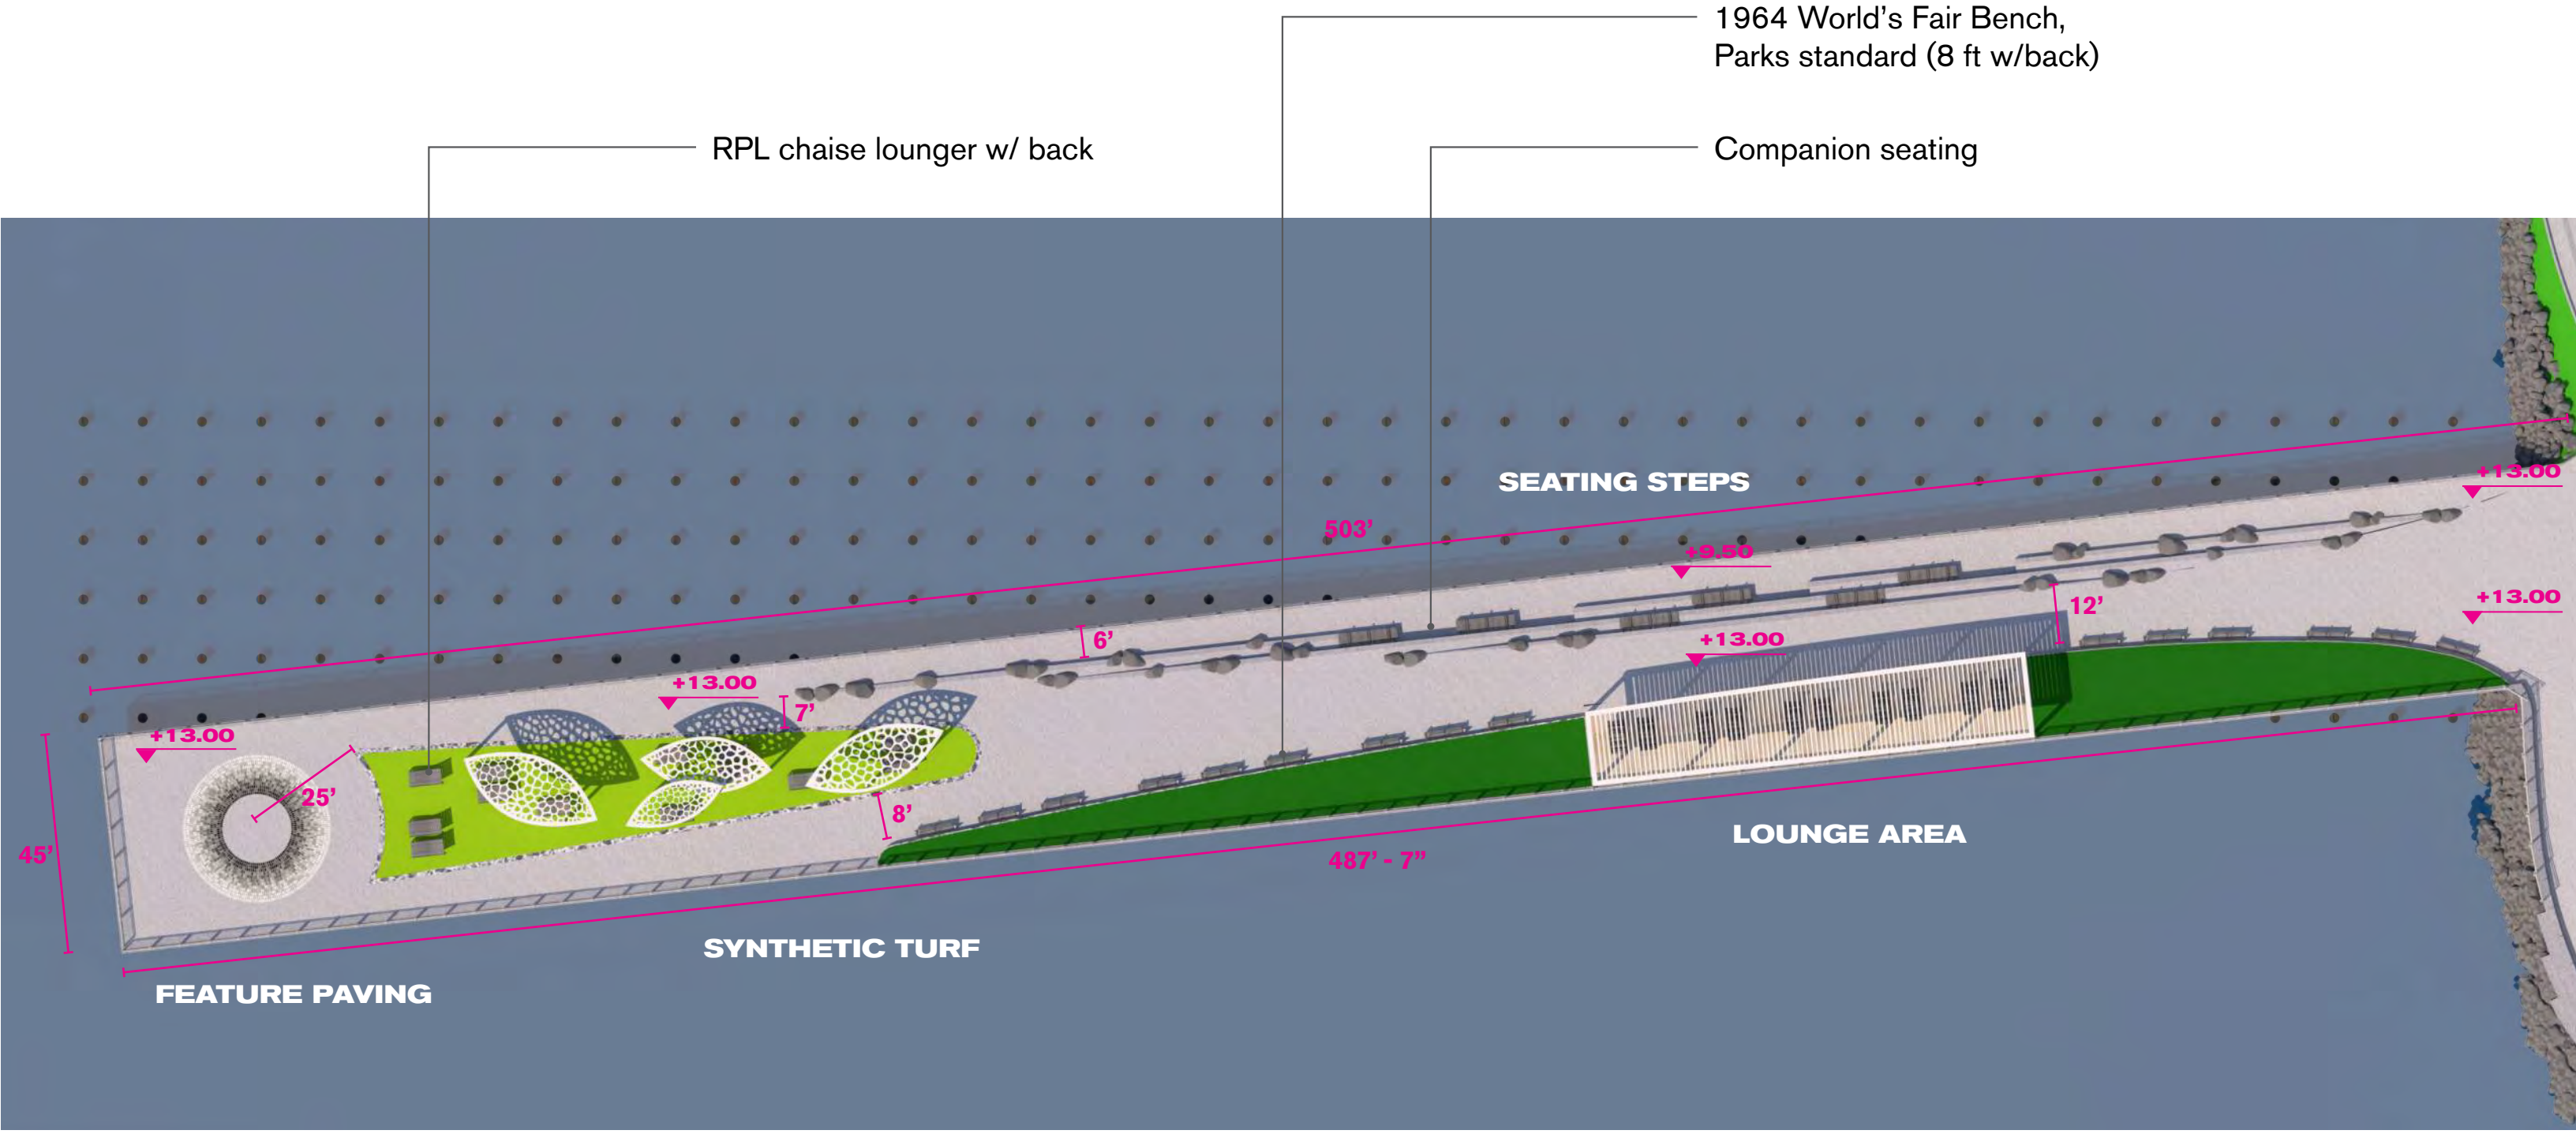 1964 World’s Fair Bench,
Parks standard (8 ft w/back)
RPL chaise lounger w/ back
Companion seating
SEATING STEPS
+13.00
503’
+9.50
+13.00
12’
6’
+13.00
+13.00
7’
+13.00
25’
8’
45’
LOUNGE AREA
487’ - 7”
SYNTHETIC TURF
FEATURE PAVING